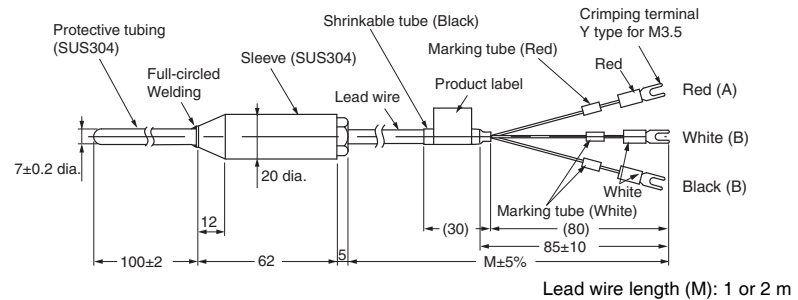 Protective tubing
(SUS304)
Full-circled
Welding
Sleeve (SUS304)
Shrinkable tube (Black)
Lead wire
Product label
Marking tube (Red)
Red
Crimping terminal
Y type for M3.5
Red (A)
White (B)
Black (B)
White
Marking tube (White)
7±0.2 dia.
20 dia.
12
(30)
(80)
85±10
100±2
62
5
M±5%
Lead wire length (M): 1 or 2 m